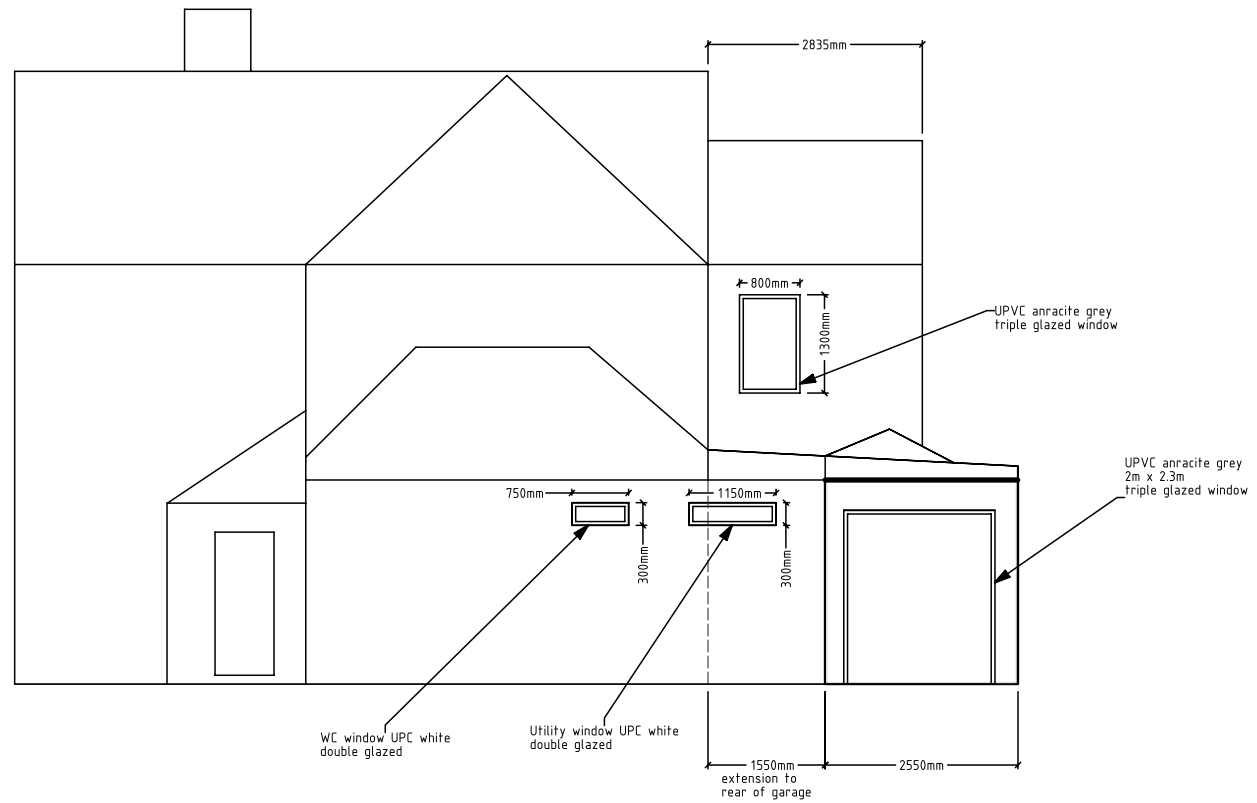 2835mm
800mm
1300mm
UPVC anracite grey
triple glazed window
UPVC anracite grey
2m x 2.3m
triple glazed window
750mm
1150mm
300mm
300mm
WC window UPC white
double glazed
Utility window UPC white
double glazed
1550mm
2550mm
extension to
rear of garage